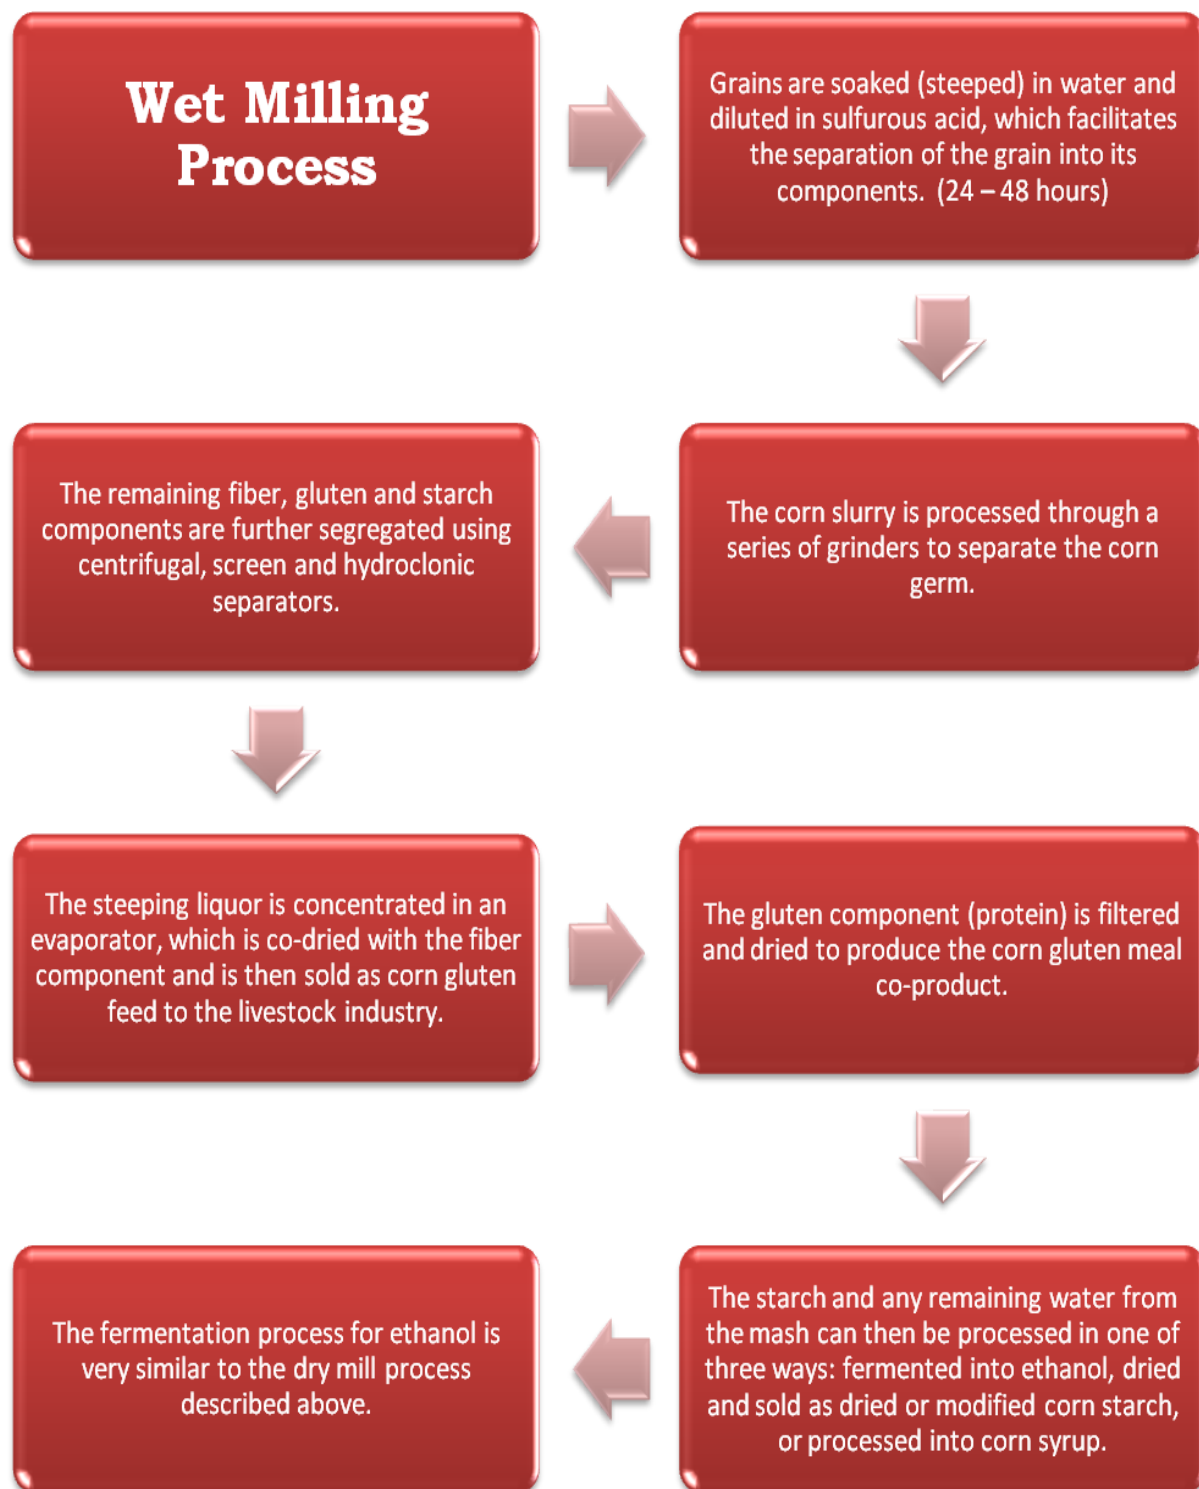 Wet Milling
Process
Grains are soaked (steeped) in water and
diluted in sulfurous acid, which facilitates
the separation of the grain into its
components.  (24 – 48 hours)
The corn slurry is processed through a
series of grinders to separate the corn
germ.
The remaining fiber, gluten and starch
components are further segregated using
centrifugal, screen and hydroclonic
separators.
The steeping liquor is concentrated in an
evaporator, which is co-dried with the fiber
component and is then sold as corn gluten
feed to the livestock industry.
The gluten component (protein) is filtered
and dried to produce the corn gluten meal
co-product.
The starch and any remaining water from
the mash can then be processed in one of
three ways: fermented into ethanol, dried
and sold as dried or modified corn starch,
or processed into corn syrup.
The fermentation process for ethanol is
very similar to the dry mill process
described above.